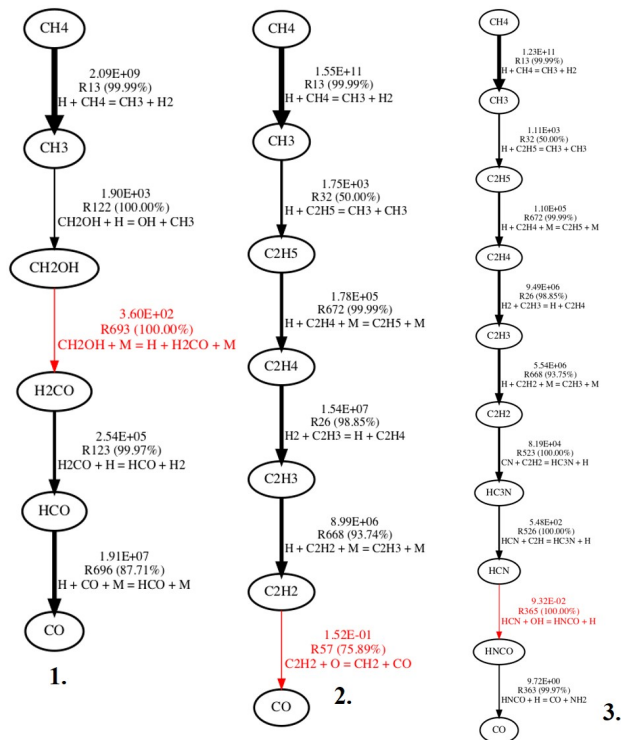 CH4
2.09E+09
R13 (99.99%)
H + CH4 = CH3 + H2
CH3
1.90E+03
R122 (100.00%)
CH2OH + H = OH + CH3
CH2OH
3.60E+02
R693 (100.00%)
CH2OH + M = H + H2CO + M
H2CO
2.54E+05
R123 (99.97%)
H2CO + H = HCO + H2
HCO
1.91E+07
R696 (87.71%)
H + CO + M = HCO + M
CO
1.
CH4
1.55E+11
R13 (99.99%)
H + CH4 = CH3 + H2
CH3
1.75E+03
R32 (50.00%)
H + C2H5 = CH3 + CH3
C2H5
1.78E+05
R672 (99.99%)
H + C2H4 + M = C2H5 + M
C2H4
1.54E+07
R26 (98.85%)
H2 + C2H3 = H + C2H4
C2H3
8.99E+06
R668 (93.74%)
H + C2H2 + M = C2H3 + M
C2H2
1.52E-01
R57 (75.89%)
C2H2 + O = CH2 + CO
CO
2.
CH4
1.23E+11
R13 (99.99%)
H + CH4 = CH3 + H2
CH3
1.11E+03
R32 (50.00%)
H + C2H5 = CH3 + CH3
C2H5
1.10E+05
R672 (99.99%)
H + C2H4 + M = C2H5 + M
C2H4
9.49E+06
R26 (98.85%)
H2 + C2H3 = H + C2H4
C2H3
5.54E+06
R668 (93.75%)
H + C2H2 + M = C2H3 + M
C2H2
8.19E+04
R523 (100.00%)
CN + C2H2 = HC3N + H
HC3N
5.48E+02
R526 (100.00%)
HCN + C2H = HC3N + H
HCN
9.32E-02
R365 (100.00%)
HCN + OH = HNCO + H
HNCO
9.72E+00
R363 (99.97%)
HNCO + H = CO + NH2
CO
3.